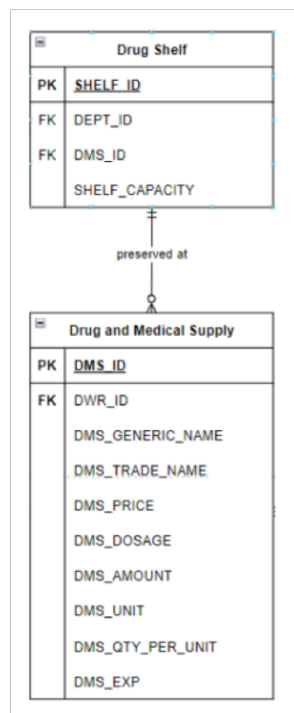 Drug Shelf
PK SHELF_ID
FK DEPT_ID
FK DMS_ID
SHELF_CAPACITY
preserved at
Drug and Medical Supply
PK DMS_ID
FK DWR_ID
DMS_GENERIC_NAME
DMS_TRADE_NAME
DMS_PRICE
DMS_DOSAGE
DMS_AMOUNT
DMS_UNIT
DMS_QTY_PER_UNIT
DMS_EXP